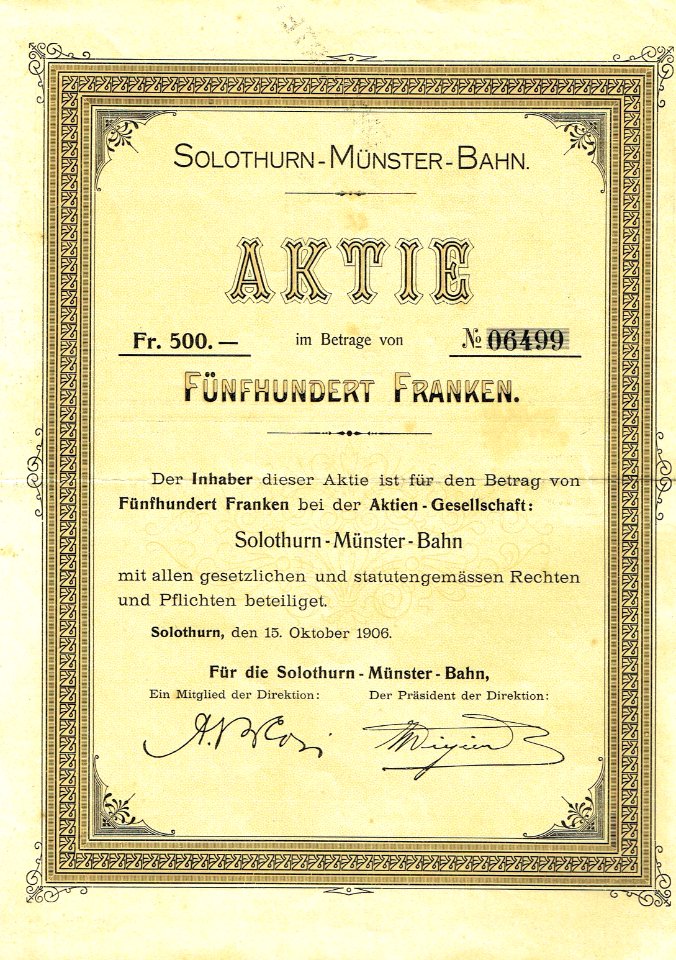 SOLOTHURN-MÜNSTER-BAHN.
AKTIE
Fr. 500.— im Betrage von № 06499
FÜNFHUNDERT FRANKEN.
Der Inhaber dieser Aktie ist für den Betrag von
Fünfhundert Franken bei der Aktien-Gesellschaft:
Solothurn-Münster-Bahn
mit allen gesetzlichen und statutengemässen Rechten
und Pflichten beteiliget.
Solothurn, den 15. Oktober 1906.
Für die Solothurn-Münster-Bahn,
Ein Mitglied der Direktion: Der Präsident der Direktion: